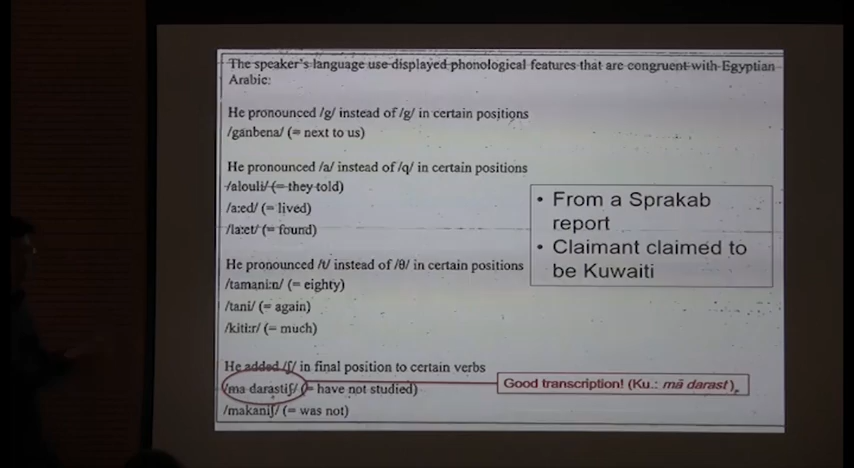 The speaker's language use displayed phonological features that are congruent with Egyptian
Arabic:
He pronounced /g/ instead of /g/ in certain positions
/ganbena/ (= next to us)
He pronounced /a/ instead of /q/ in certain positions
/alouli/ (= they told)
/a:ed/ (= lived)
/la:et/ (= found)
He pronounced /t/ instead of /θ/ in certain positions
/tamani:n/ (= eighty)
/tani/ (= again)
/kiti:r/ (= much)
He added /ʃ/ in final position to certain verbs
/ma darastiʃ/ (= have not studied)
/makaniʃ/ (= was not)
• From a Sprakab
report
• Claimant claimed to
be Kuwaiti
Good transcription! (Ku.: mā darast).